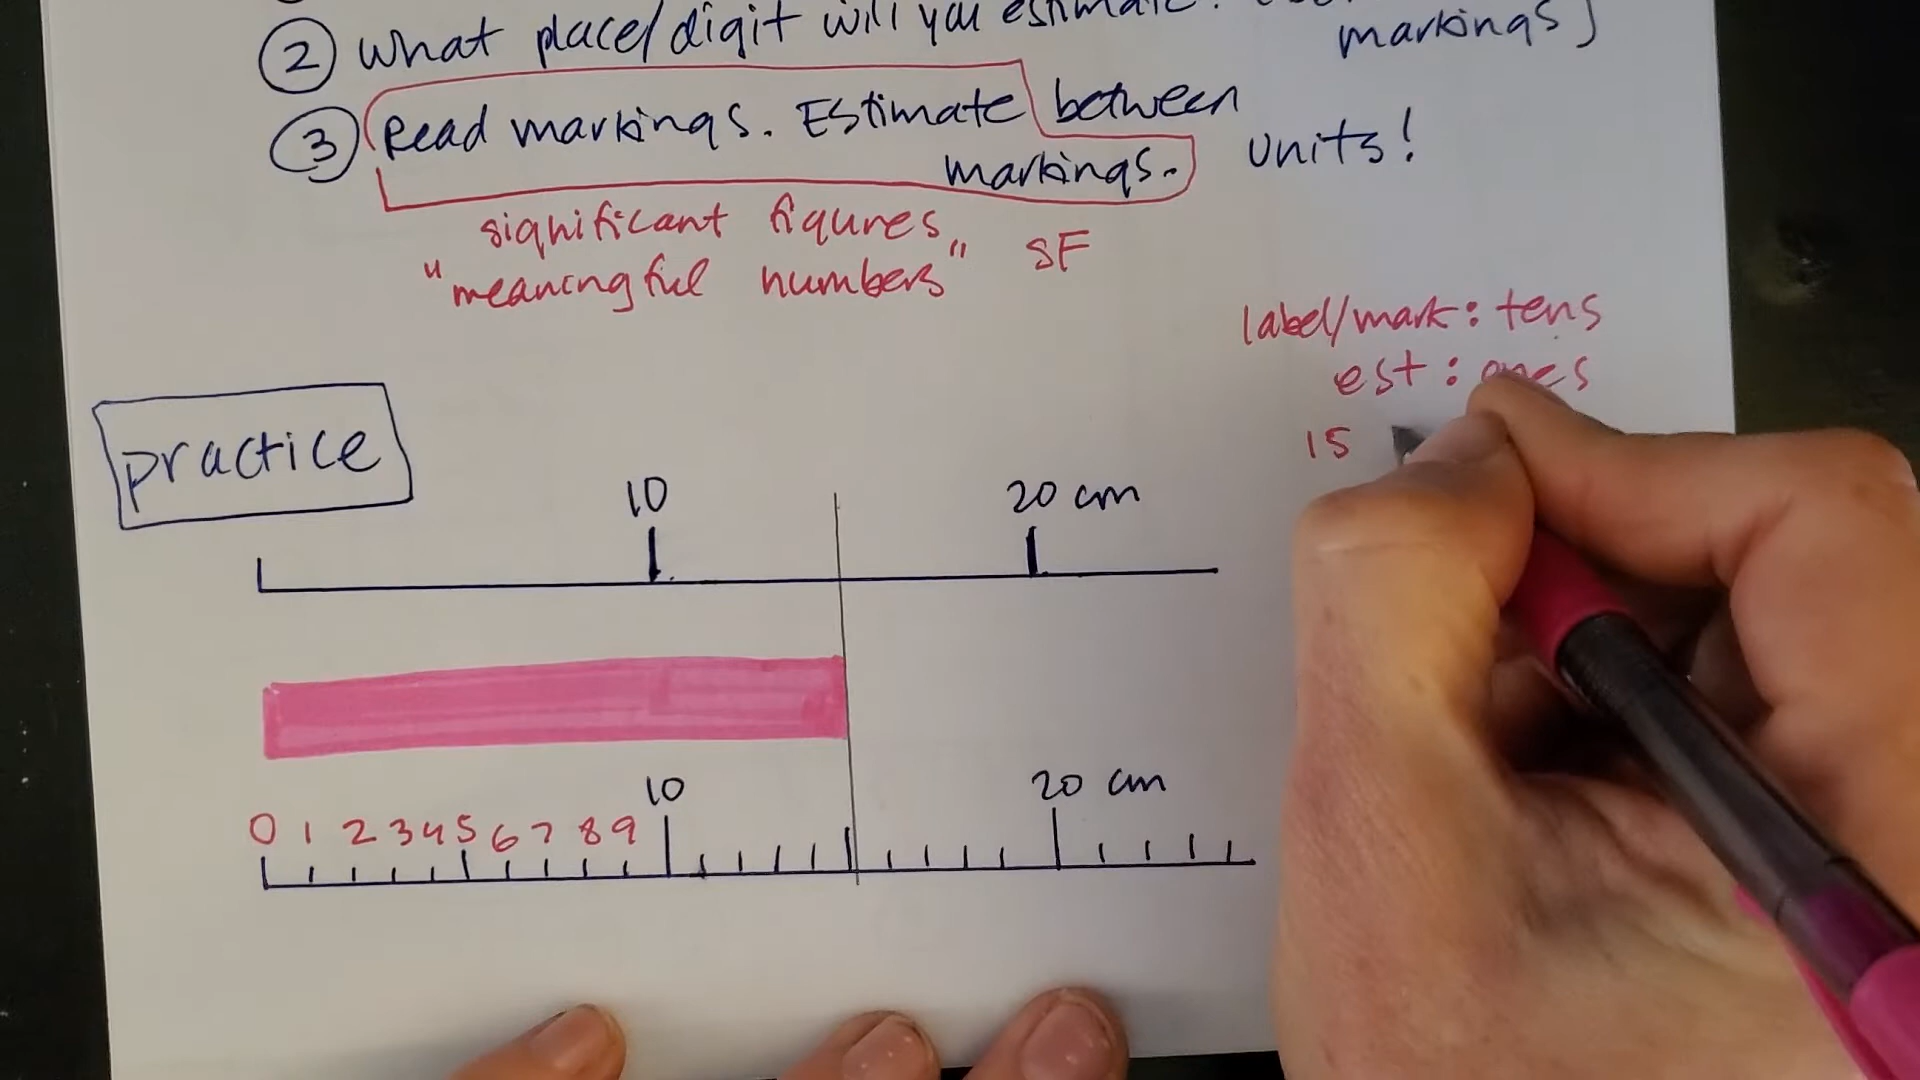 ② What place/digit will you estimate?
markings]
③ Read markings. Estimate between
markings. units!
significant figures
"meaningful numbers" SF
label/mark: tens
est: ones
15
practice
10 20 cm
10 20 cm
0 1 2 3 4 5 6 7 8 9